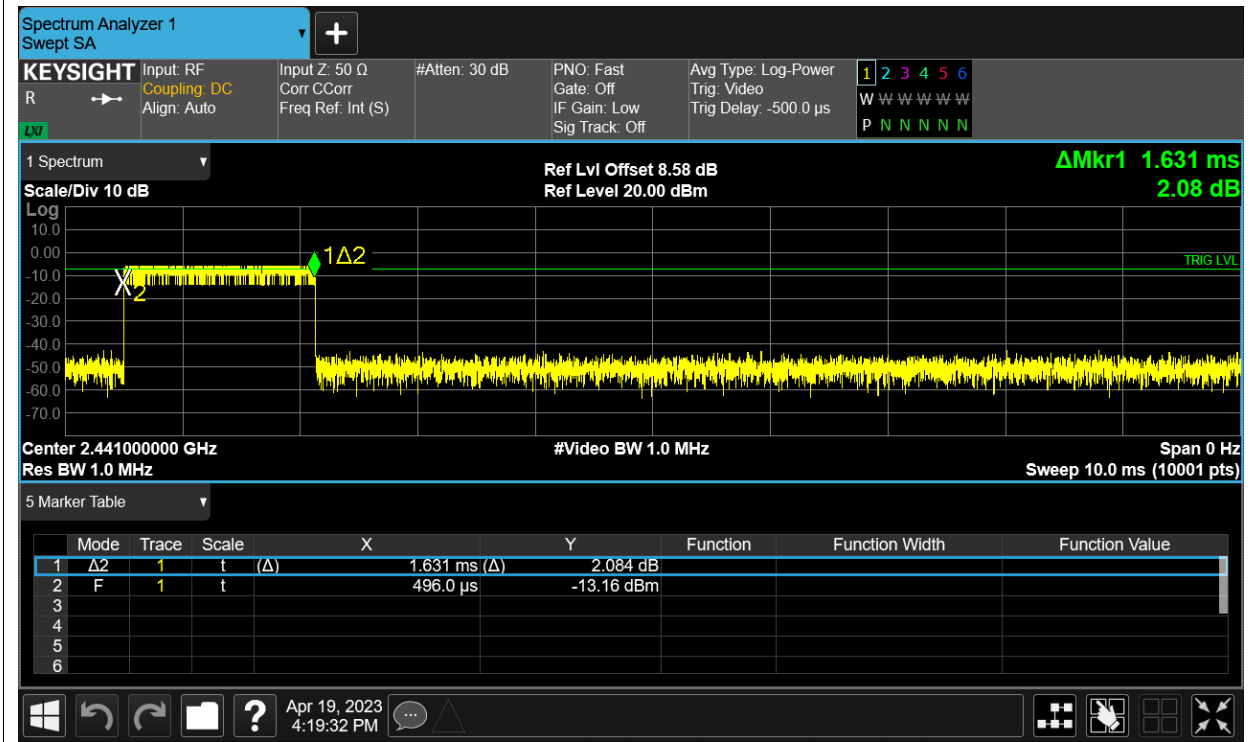 Spectrum Analyzer 1
Swept SA
KEYSIGHT
R
LXI
Input: RF
Coupling: DC
Align: Auto
Input Z: 50 Ω
Corr CCorr
Freq Ref: Int (S)
#Atten: 30 dB
PNO: Fast
Gate: Off
IF Gain: Low
Sig Track: Off
Avg Type: Log-Power
Trig: Video
Trig Delay: -500.0 µs
1 2 3 4 5 6
W W W W W W
P N N N N N
1 Spectrum
Scale/Div 10 dB
Ref Lvl Offset 8.58 dB
Ref Level 20.00 dBm
ΔMkr1 1.631 ms
2.08 dB
Log
10.0
0.00
-10.0
-20.0
-30.0
-40.0
-50.0
-60.0
-70.0
1Δ2
X2
TRIG LVL
Center 2.441000000 GHz
#Video BW 1.0 MHz
Span 0 Hz
Res BW 1.0 MHz
Sweep 10.0 ms (10001 pts)
5 Marker Table
Mode Trace Scale X Y Function Function Width Function Value
1 Δ2 1 t (Δ) 1.631 ms (Δ) 2.084 dB
2 F 1 t 496.0 µs -13.16 dBm
3
4
5
6
?
Apr 19, 2023
4:19:32 PM